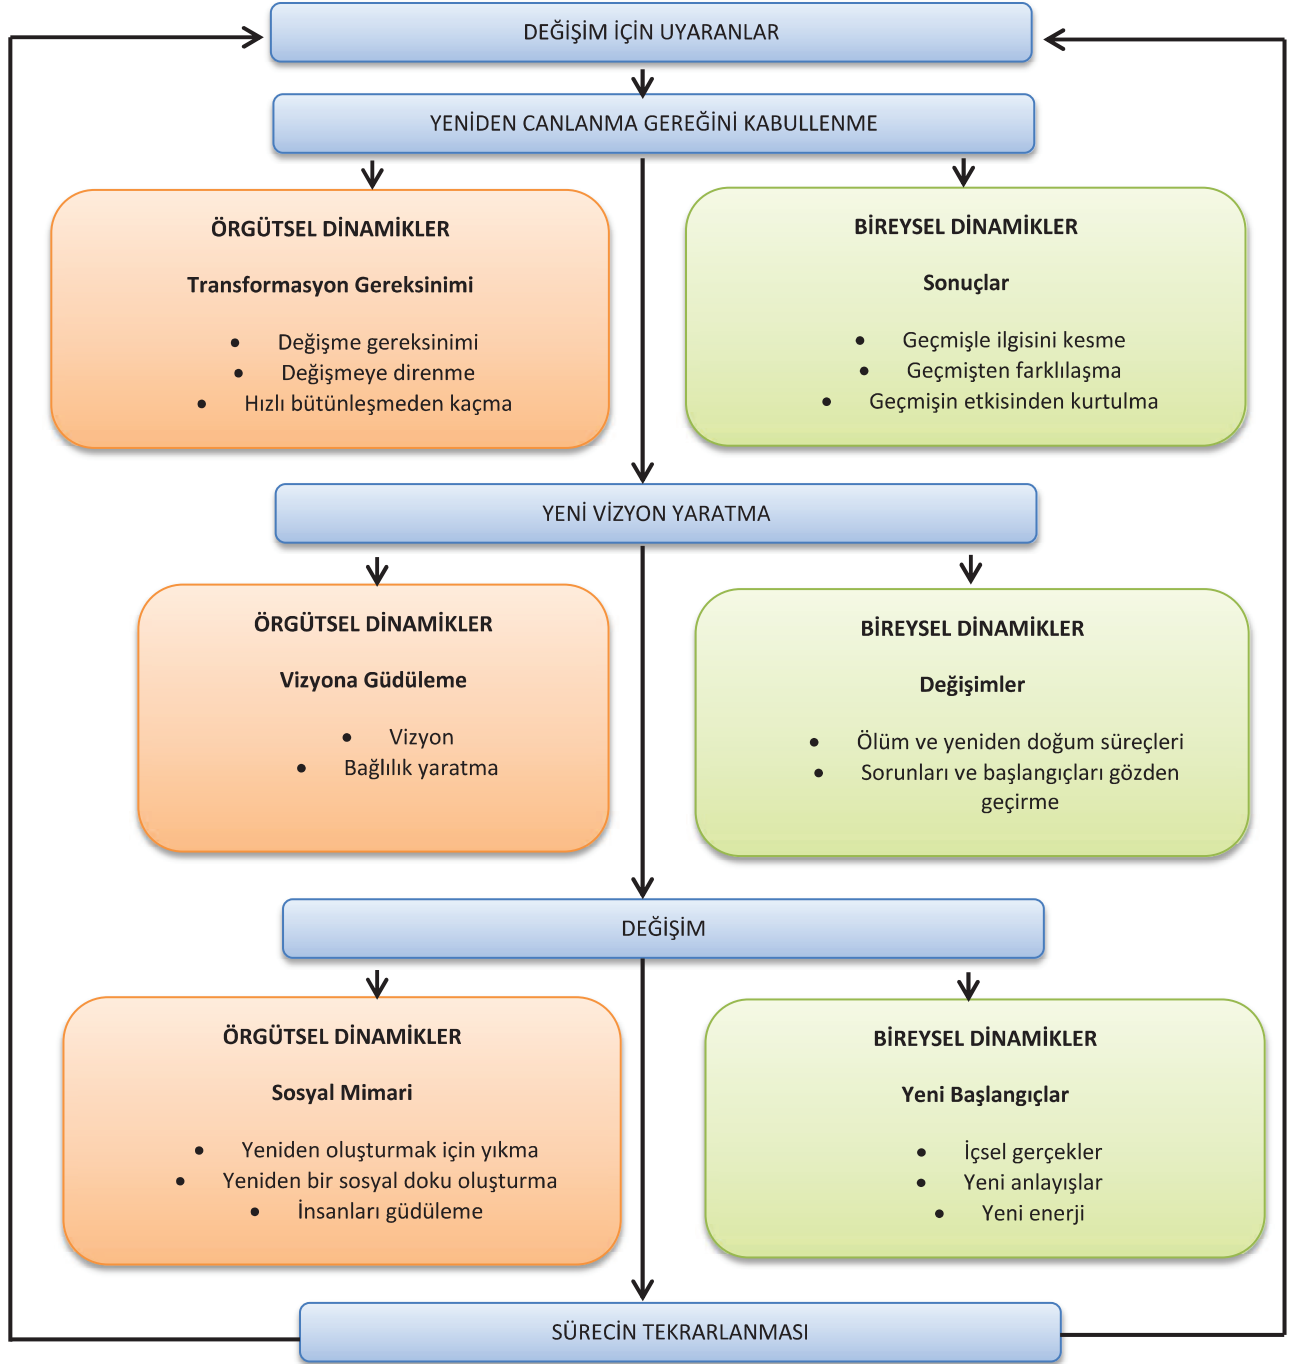 DEĞİŞİM İÇİN UYARANLAR
YENİDEN CANLANMA GEREĞİNİ KABULLENME
ÖRGÜTSEL DİNAMİKLER
Transformasyon Gereksinimi
• Değişme gereksinimi
• Değişmeye direnme
• Hızlı bütünleşmeden kaçma
BİREYSEL DİNAMİKLER
Sonuçlar
• Geçmişle ilgisini kesme
• Geçmişten farklılaşma
• Geçmişin etkisinden kurtulma
YENİ VİZYON YARATMA
ÖRGÜTSEL DİNAMİKLER
Vizyona Güdüleme
• Vizyon
• Bağlılık yaratma
BİREYSEL DİNAMİKLER
Değişimler
• Ölüm ve yeniden doğum süreçleri
• Sorunları ve başlangıçları gözden
geçirme
DEĞİŞİM
ÖRGÜTSEL DİNAMİKLER
Sosyal Mimari
• Yeniden oluşturmak için yıkma
• Yeniden bir sosyal doku oluşturma
• İnsanları güdüleme
BİREYSEL DİNAMİKLER
Yeni Başlangıçlar
• İçsel gerçekler
• Yeni anlayışlar
• Yeni enerji
SÜRECİN TEKRARLANMASI